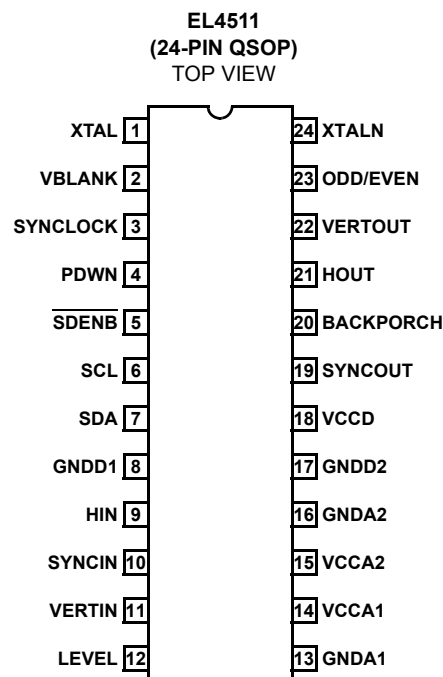 EL4511
(24-PIN QSOP)
TOP VIEW
XTAL 1 24 XTALN
VBLANK 2 23 ODD/EVEN
SYNCLOCK 3 22 VERTOUT
PDWN 4 21 HOUT
SDENB 5 20 BACKPORCH
SCL 6 19 SYNCOUT
SDA 7 18 VCCD
GNDD1 8 17 GNDD2
HIN 9 16 GNDA2
SYNCIN 10 15 VCCA2
VERTIN 11 14 VCCA1
LEVEL 12 13 GNDA1